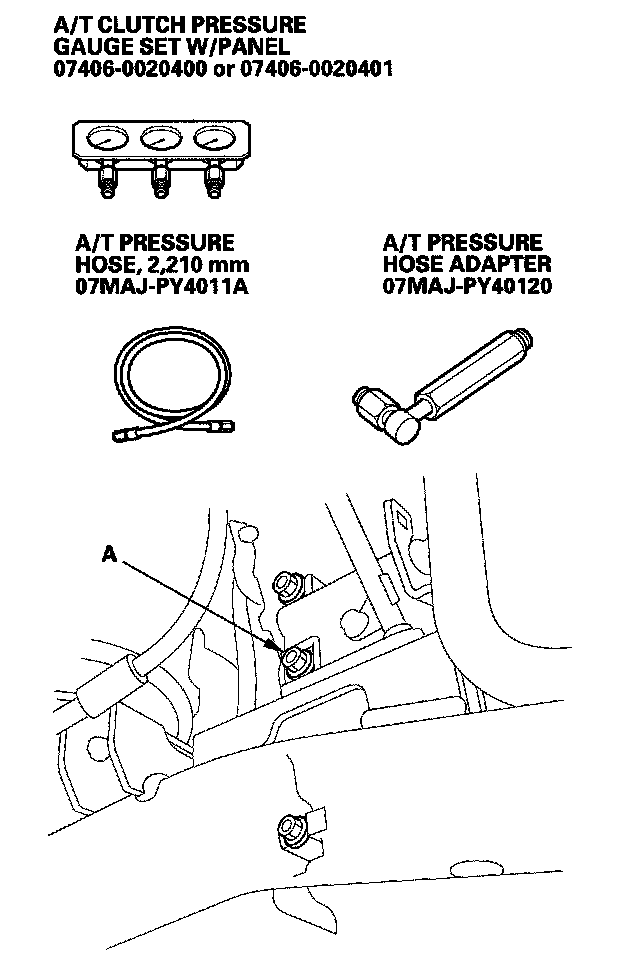 A/T CLUTCH PRESSURE
GAUGE SET W/PANEL
07406-0020400 or 07406-0020401
A/T PRESSURE
HOSE, 2,210 mm
07MAJ-PY4011A
A/T PRESSURE
HOSE ADAPTER
07MAJ-PY40120
A